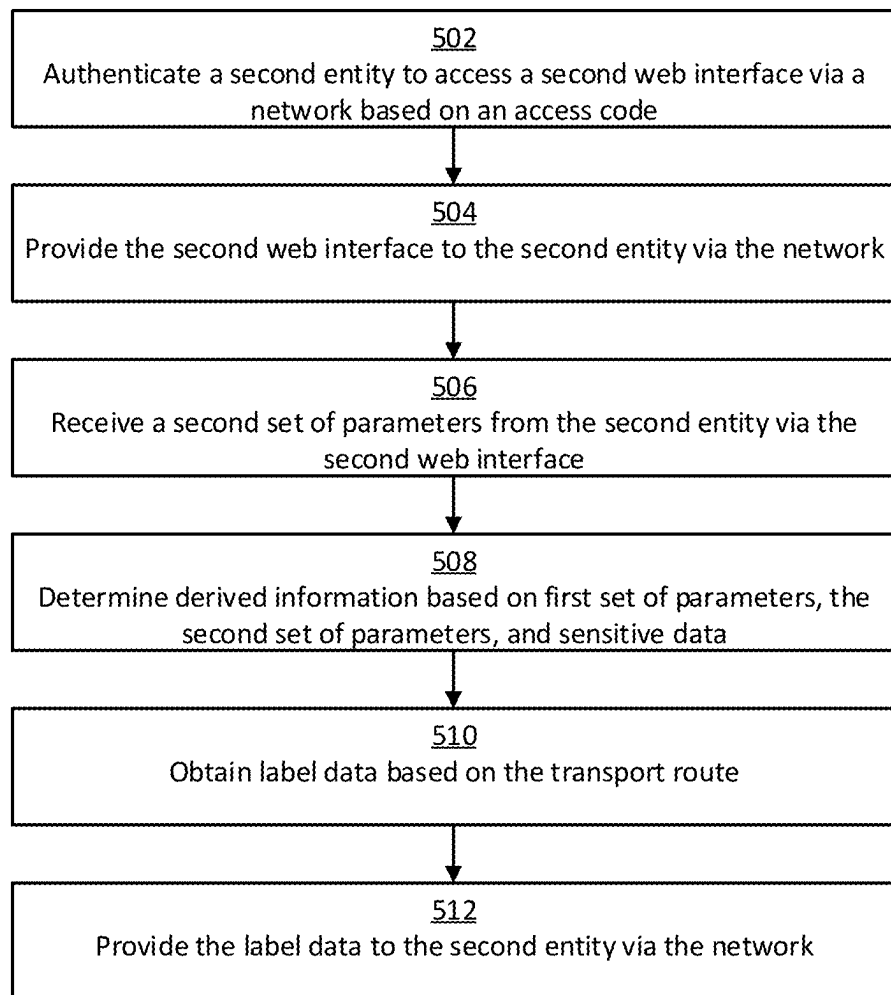 502
Authenticate a second entity to access a second web interface via a
network based on an access code
504
Provide the second web interface to the second entity via the network
506
Receive a second set of parameters from the second entity via the
second web interface
508
Determine derived information based on first set of parameters, the
second set of parameters, and sensitive data
510
Obtain label data based on the transport route
512
Provide the label data to the second entity via the network